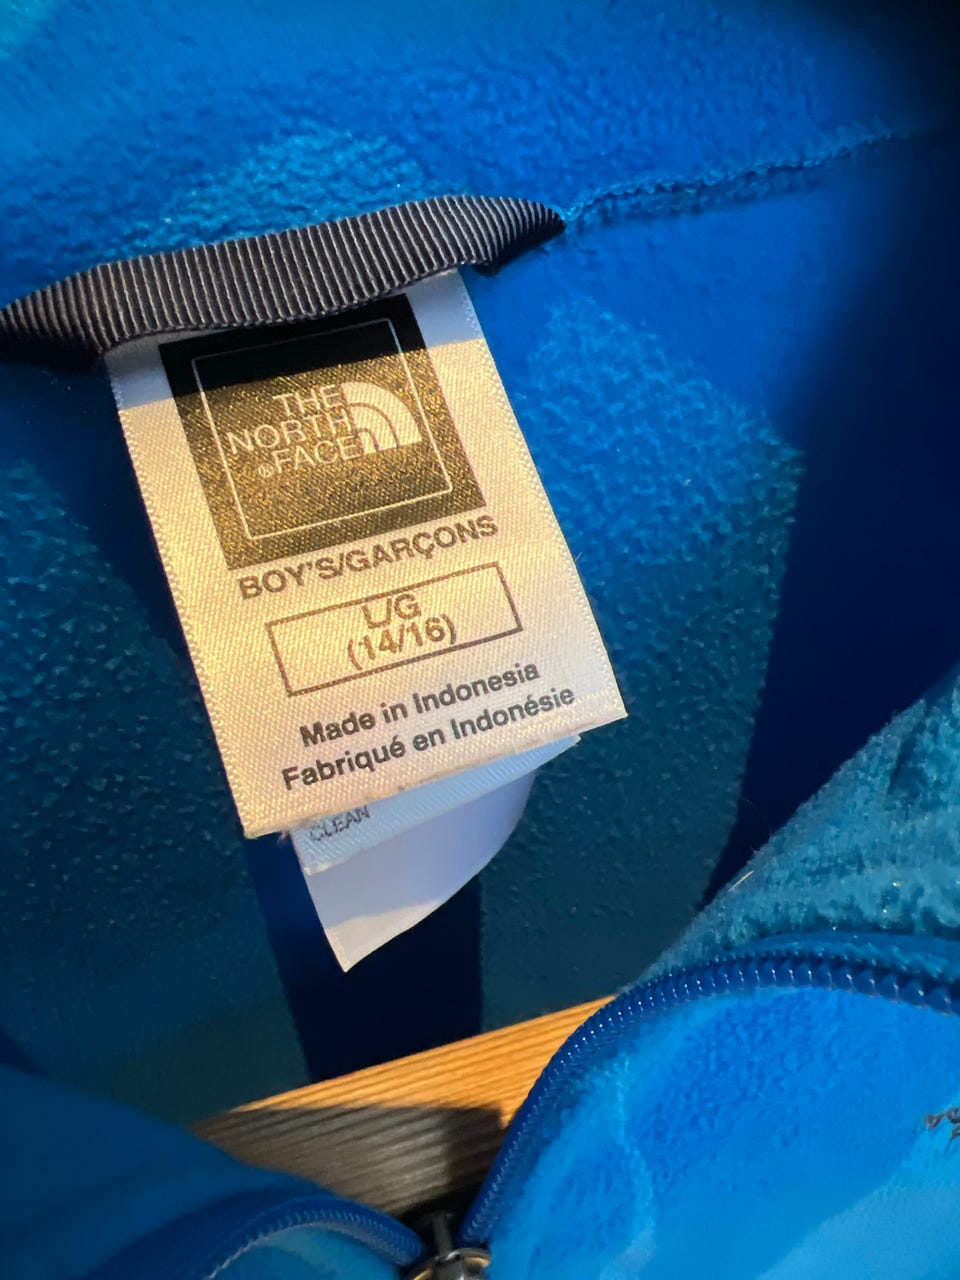 THE
NORTH
®FACE
BOY'S/GARÇONS
L/G
(14/16)
Made in Indonesia
Fabriqué en Indonésie
CLEAN